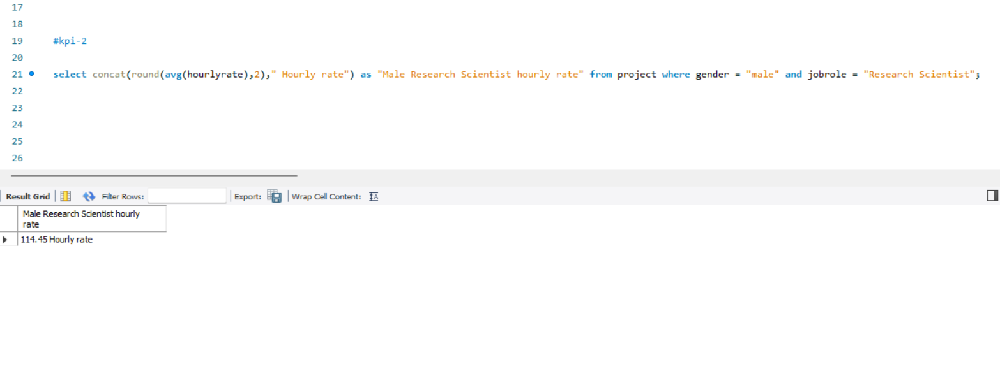 17
18
19 #kpi-2
20
21 select concat(round(avg(hourlyrate),2)," Hourly rate") as "Male Research Scientist hourly rate" from project where gender = "male" and jobrole = "Research Scientist";
22
23
24
25
26
Result Grid Filter Rows: Export: Wrap Cell Content: IA
Male Research Scientist hourly
rate
114.45 Hourly rate